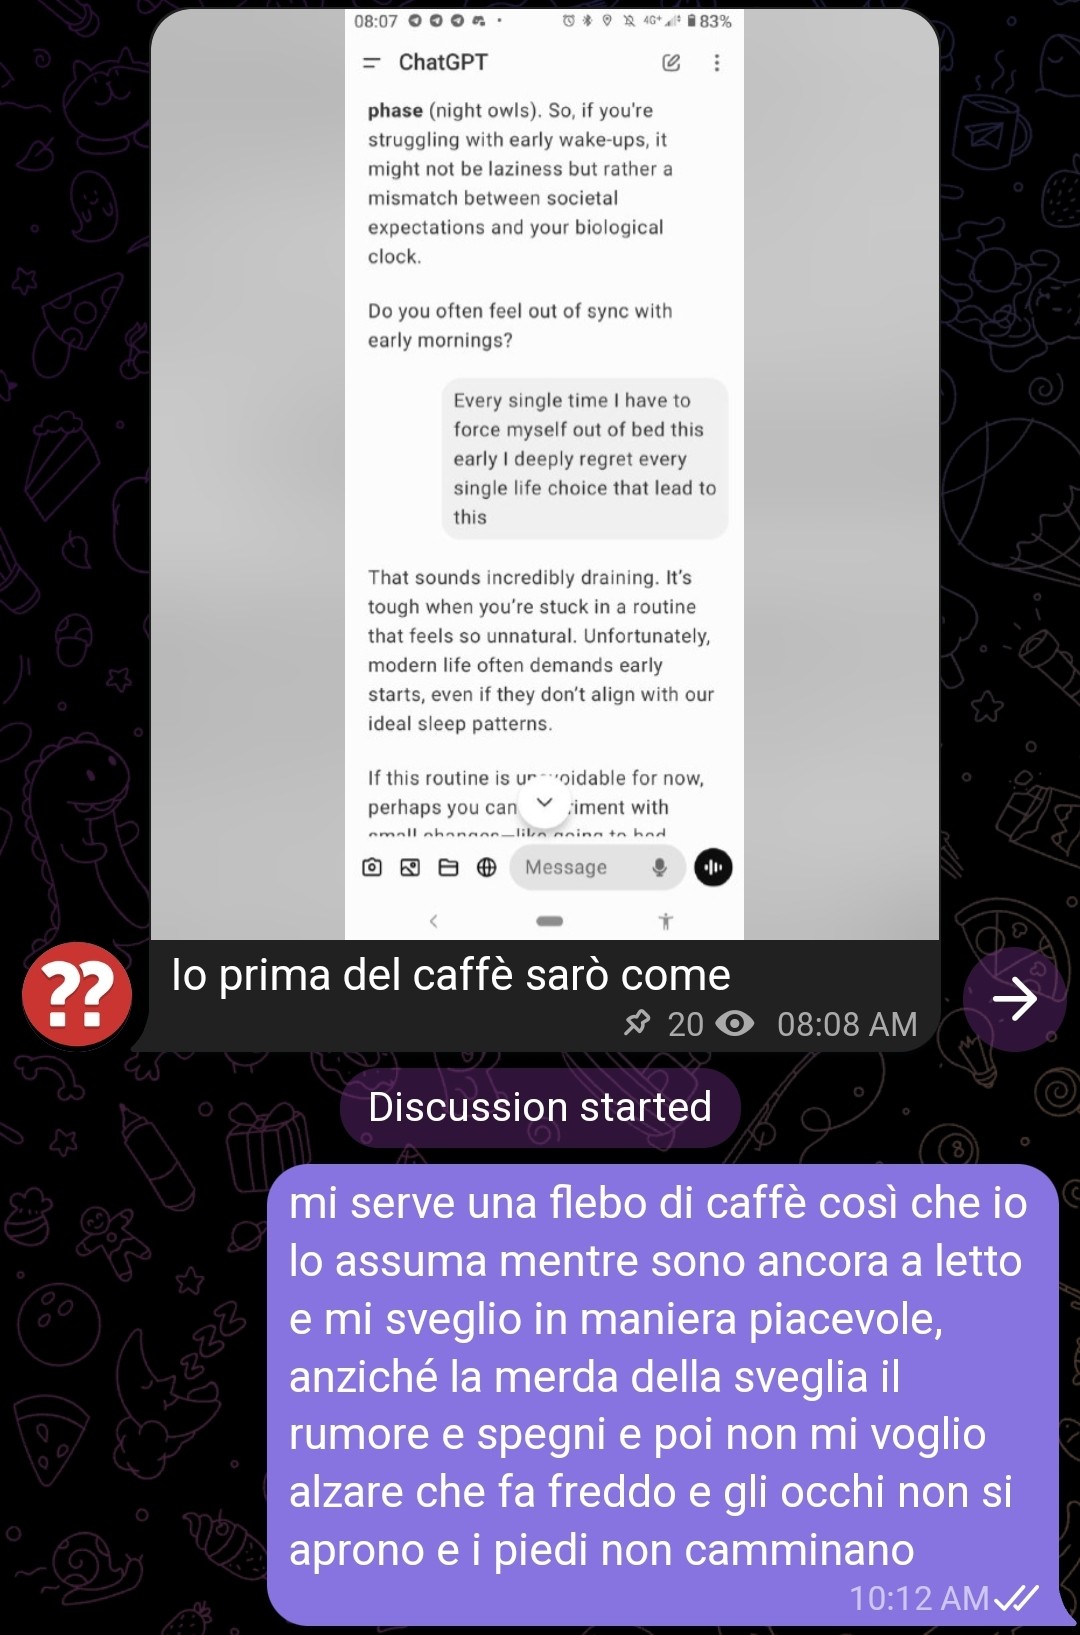 08:07 83%
4G+
ChatGPT
phase (night owls). So, if you're
struggling with early wake-ups, it
might not be laziness but rather a
mismatch between societal
expectations and your biological
clock.
Do you often feel out of sync with
early mornings?
Every single time I have to
force myself out of bed this
early I deeply regret every
single life choice that lead to
this
That sounds incredibly draining. It's
tough when you're stuck in a routine
that feels so unnatural. Unfortunately,
modern life often demands early
starts, even if they don't align with our
ideal sleep patterns.
If this routine is for now,
perhaps you can with
small changes—like going to bed
Message
??
Io prima del caffè sarò come
20 08:08 AM
Discussion started
mi serve una flebo di caffè così che io
lo assuma mentre sono ancora a letto
e mi sveglio in maniera piacevole,
anziché la merda della sveglia il
rumore e spegni e poi non mi voglio
alzare che fa freddo e gli occhi non si
aprono e i piedi non camminano
10:12 AM